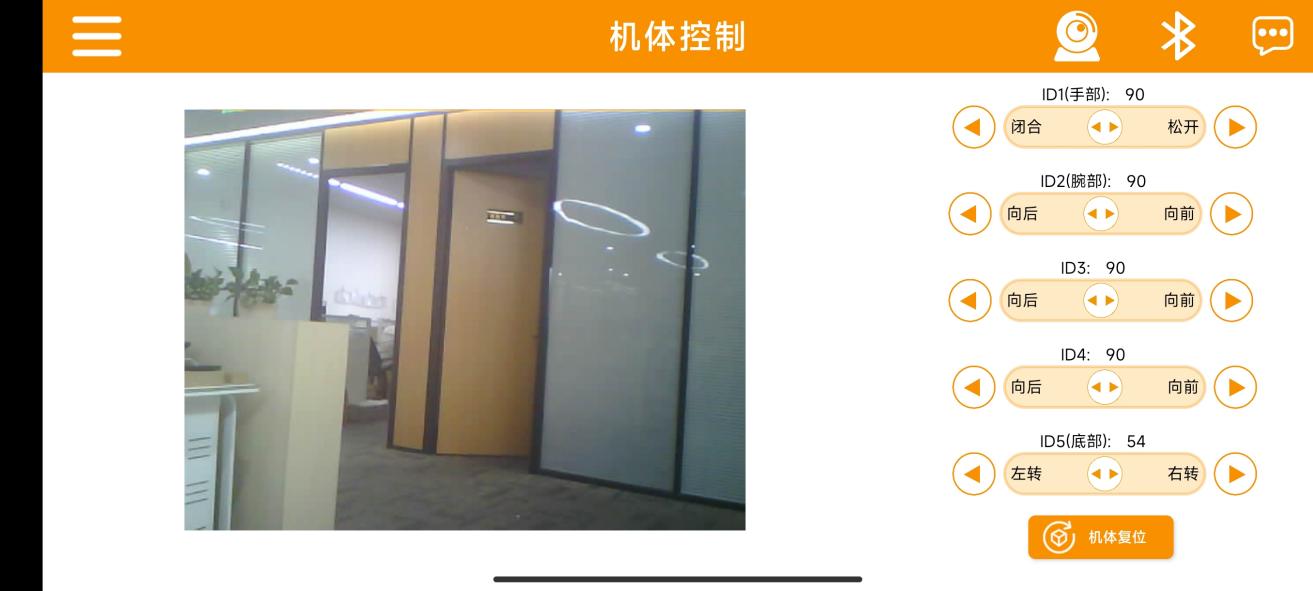 机体控制
ID1(手部): 90
闭合 松开
ID2(腕部): 90
向后 向前
ID3: 90
向后 向前
ID4: 90
向后 向前
ID5(底部): 54
左转 右转
机体复位